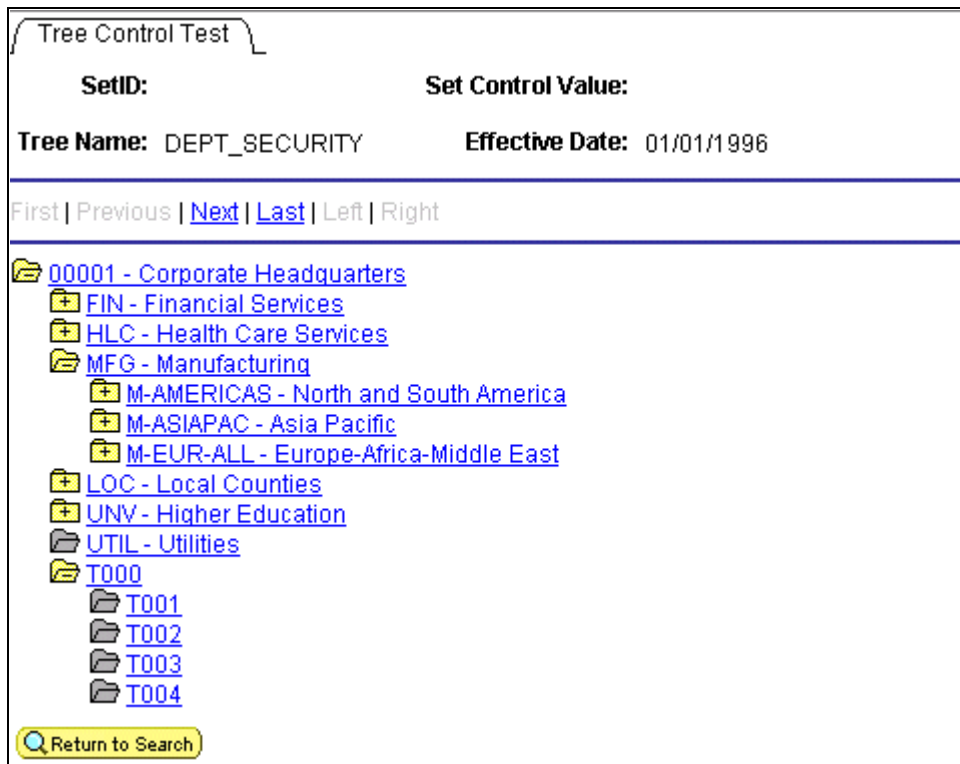 Tree Control Test
SetID: Set Control Value:
Tree Name: DEPT_SECURITY Effective Date: 01/01/1996
First | Previous | Next | Last | Left | Right
00001 - Corporate Headquarters
FIN - Financial Services
HLC - Health Care Services
MFG - Manufacturing
M-AMERICAS - North and South America
M-ASIAPAC - Asia Pacific
M-EUR-ALL - Europe-Africa-Middle East
LOC - Local Counties
UNV - Higher Education
UTIL - Utilities
T000
T001
T002
T003
T004
Return to Search